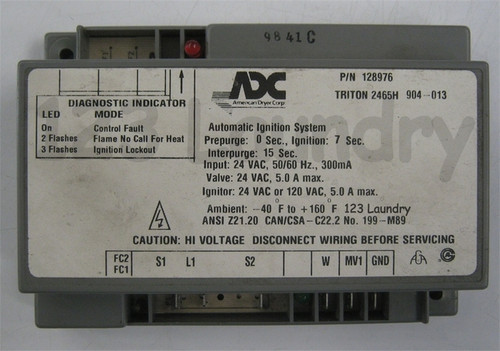 9841C
ADC
American Dryer Corp.
P/N 128976
TRITON 2465H 904-013
DIAGNOSTIC INDICATOR
LED MODE
On Control Fault
2 Flashes Flame No Call For Heat
3 Flashes Ignition Lockout
Automatic Ignition System
Prepurge: 0 Sec., Ignition: 7 Sec.
Interpurge: 15 Sec.
Input: 24 VAC, 50/60 Hz., 300mA
Valve: 24 VAC, 5.0 A max.
Ignitor: 24 VAC or 120 VAC, 5.0 A max.
Ambient: -40° F to +160° F 123 Laundry
ANSI Z21.20 CAN/CSA-C22.2 No. 199-M89
CAUTION: HI VOLTAGE DISCONNECT WIRING BEFORE SERVICING
FC2
FC1 S1 L1 S2 W MV1 GND
123 Laundry